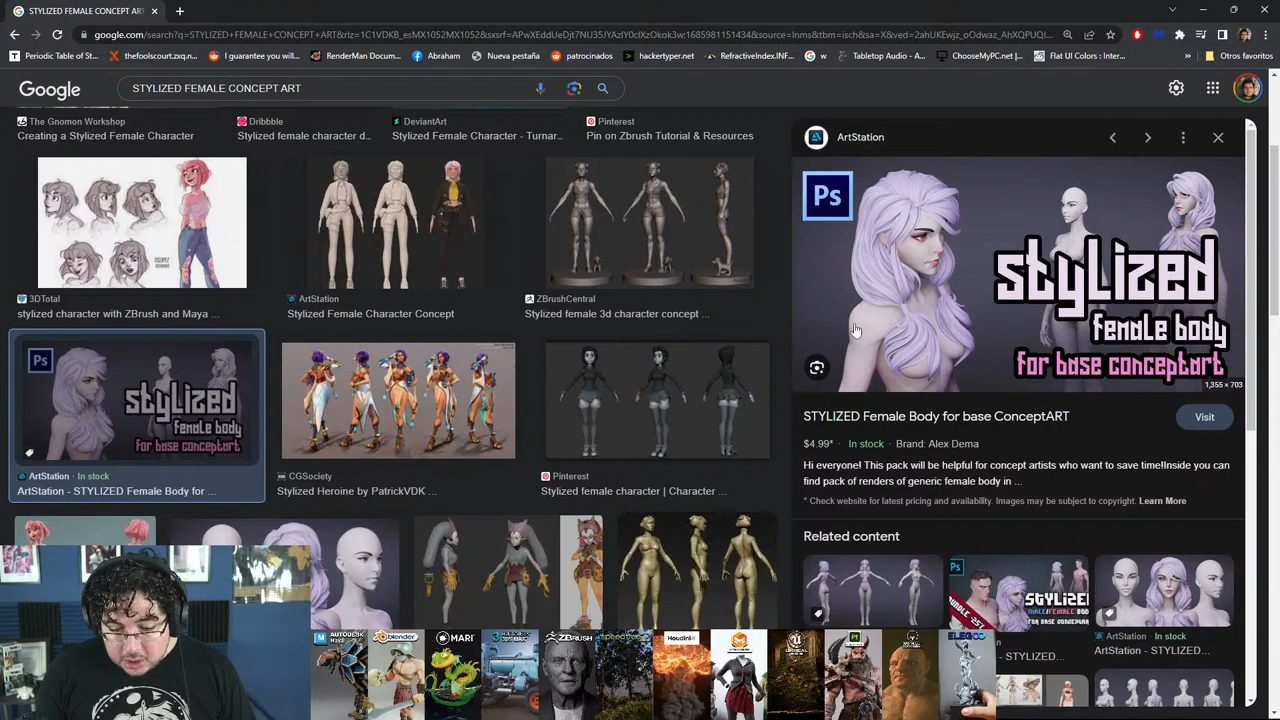 STYLIZED FEMALE CONCEPT ART
google.com/search?q=STYLIZED+FEMALE+CONCEPT+ART&rlz=1C1VDKB_esMX1052MX1052&sxsrf=
Periodic Table of St...
thefoolscourt.zxq.n...
I guarantee you will...
RenderMan Docum...
Abraham
Nueva pestaña
patrocinados
hackertyper.net
RefractiveIndex.INF...
w
Tabletop Audio - A...
ChooseMyPC.net | ...
Flat UI Colors : Inter...
Otros favoritos
Google
STYLIZED FEMALE CONCEPT ART
The Gnomon Workshop
Creating a Stylized Female Character
Dribbble
Stylized female character d...
DeviantArt
Stylized Female Character - Turnar...
Pinterest
Pin on Zbrush Tutorial & Resources
3DTotal
stylized character with ZBrush and Maya ...
ArtStation
Stylized Female Character Concept
ZBrushCentral
Stylized female 3d character concept ...
Ps
stylized
female body
for base conceptart
ArtStation · In stock
ArtStation - STYLIZED Female Body for ...
CGSociety
Stylized Heroine by PatrickVDK ...
Pinterest
Stylized female character | Character ...
ArtStation
Ps
stylized
female body
for base conceptart
1,355 × 703
STYLIZED Female Body for base ConceptART
Visit
$4.99* · In stock · Brand: Alex Dema
Hi everyone! This pack will be helpful for concept artists who want to save time!Inside you can
find pack of renders of generic female body in ...
* Check website for latest pricing and availability. Images may be subject to copyright. Learn More
Related content
Ps
ArtStation · In stock
ArtStation - STYLIZED...
AUTODESK
blender
MARI
ZBRUSH
Houdini
Pt
ELEGOO